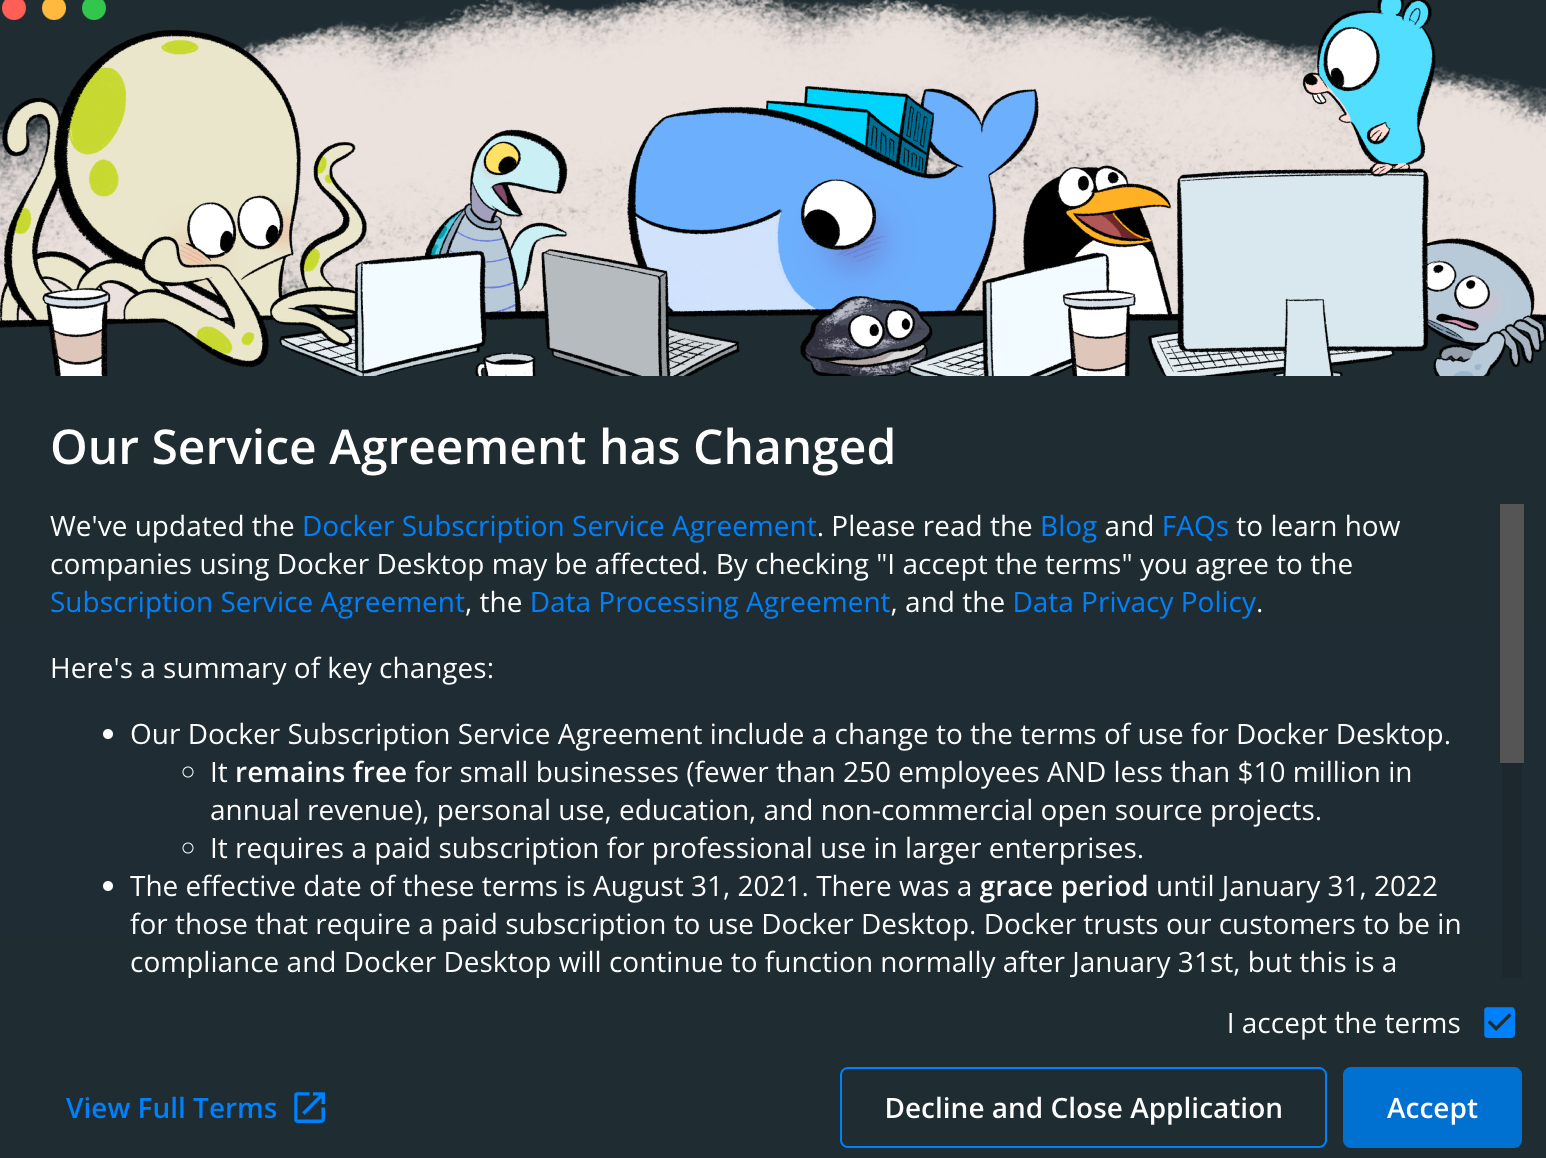 Our Service Agreement has Changed
We've updated the Docker Subscription Service Agreement. Please read the Blog and FAQs to learn how
companies using Docker Desktop may be affected. By checking "I accept the terms" you agree to the
Subscription Service Agreement, the Data Processing Agreement, and the Data Privacy Policy.
Here's a summary of key changes:
• Our Docker Subscription Service Agreement include a change to the terms of use for Docker Desktop.
◦ It remains free for small businesses (fewer than 250 employees AND less than $10 million in
annual revenue), personal use, education, and non-commercial open source projects.
◦ It requires a paid subscription for professional use in larger enterprises.
• The effective date of these terms is August 31, 2021. There was a grace period until January 31, 2022
for those that require a paid subscription to use Docker Desktop. Docker trusts our customers to be in
compliance and Docker Desktop will continue to function normally after January 31st, but this is a
I accept the terms
View Full Terms
Decline and Close Application
Accept